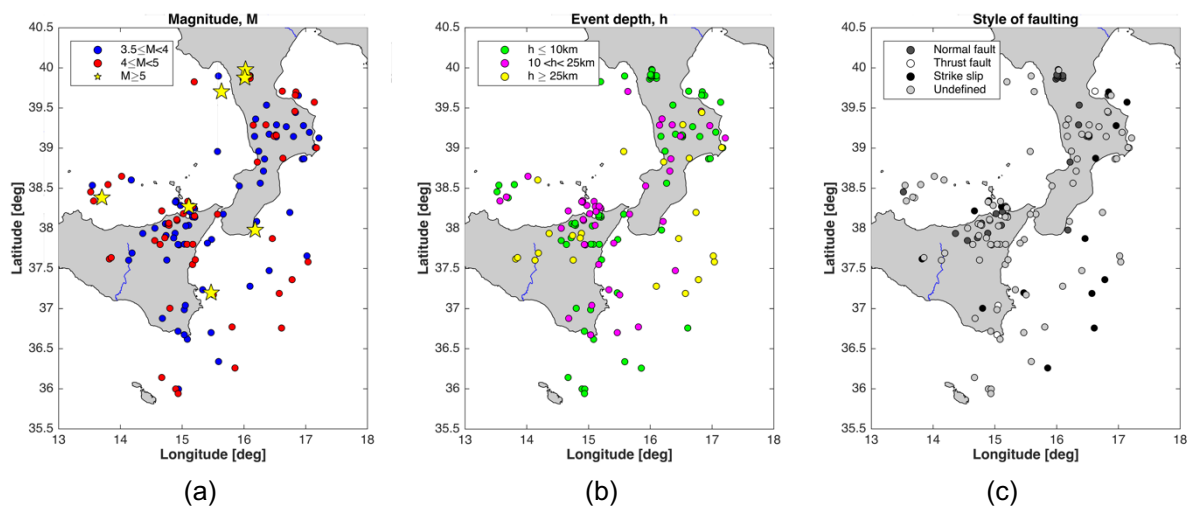 Magnitude, M
3.5≤M<4
4≤M<5
M≥5
40.5
40
39.5
39
38.5
38
37.5
37
36.5
36
35.5
Latitude [deg]
13 14 15 16 17 18
Longitude [deg]
(a)
Event depth, h
h ≤ 10km
10 <h< 25km
h ≥ 25km
40.5
40
39.5
39
38.5
38
37.5
37
36.5
36
35.5
Latitude [deg]
13 14 15 16 17 18
Longitude [deg]
(b)
Style of faulting
Normal fault
Thrust fault
Strike slip
Undefined
40.5
40
39.5
39
38.5
38
37.5
37
36.5
36
35.5
Latitude [deg]
13 14 15 16 17 18
Longitude [deg]
(c)